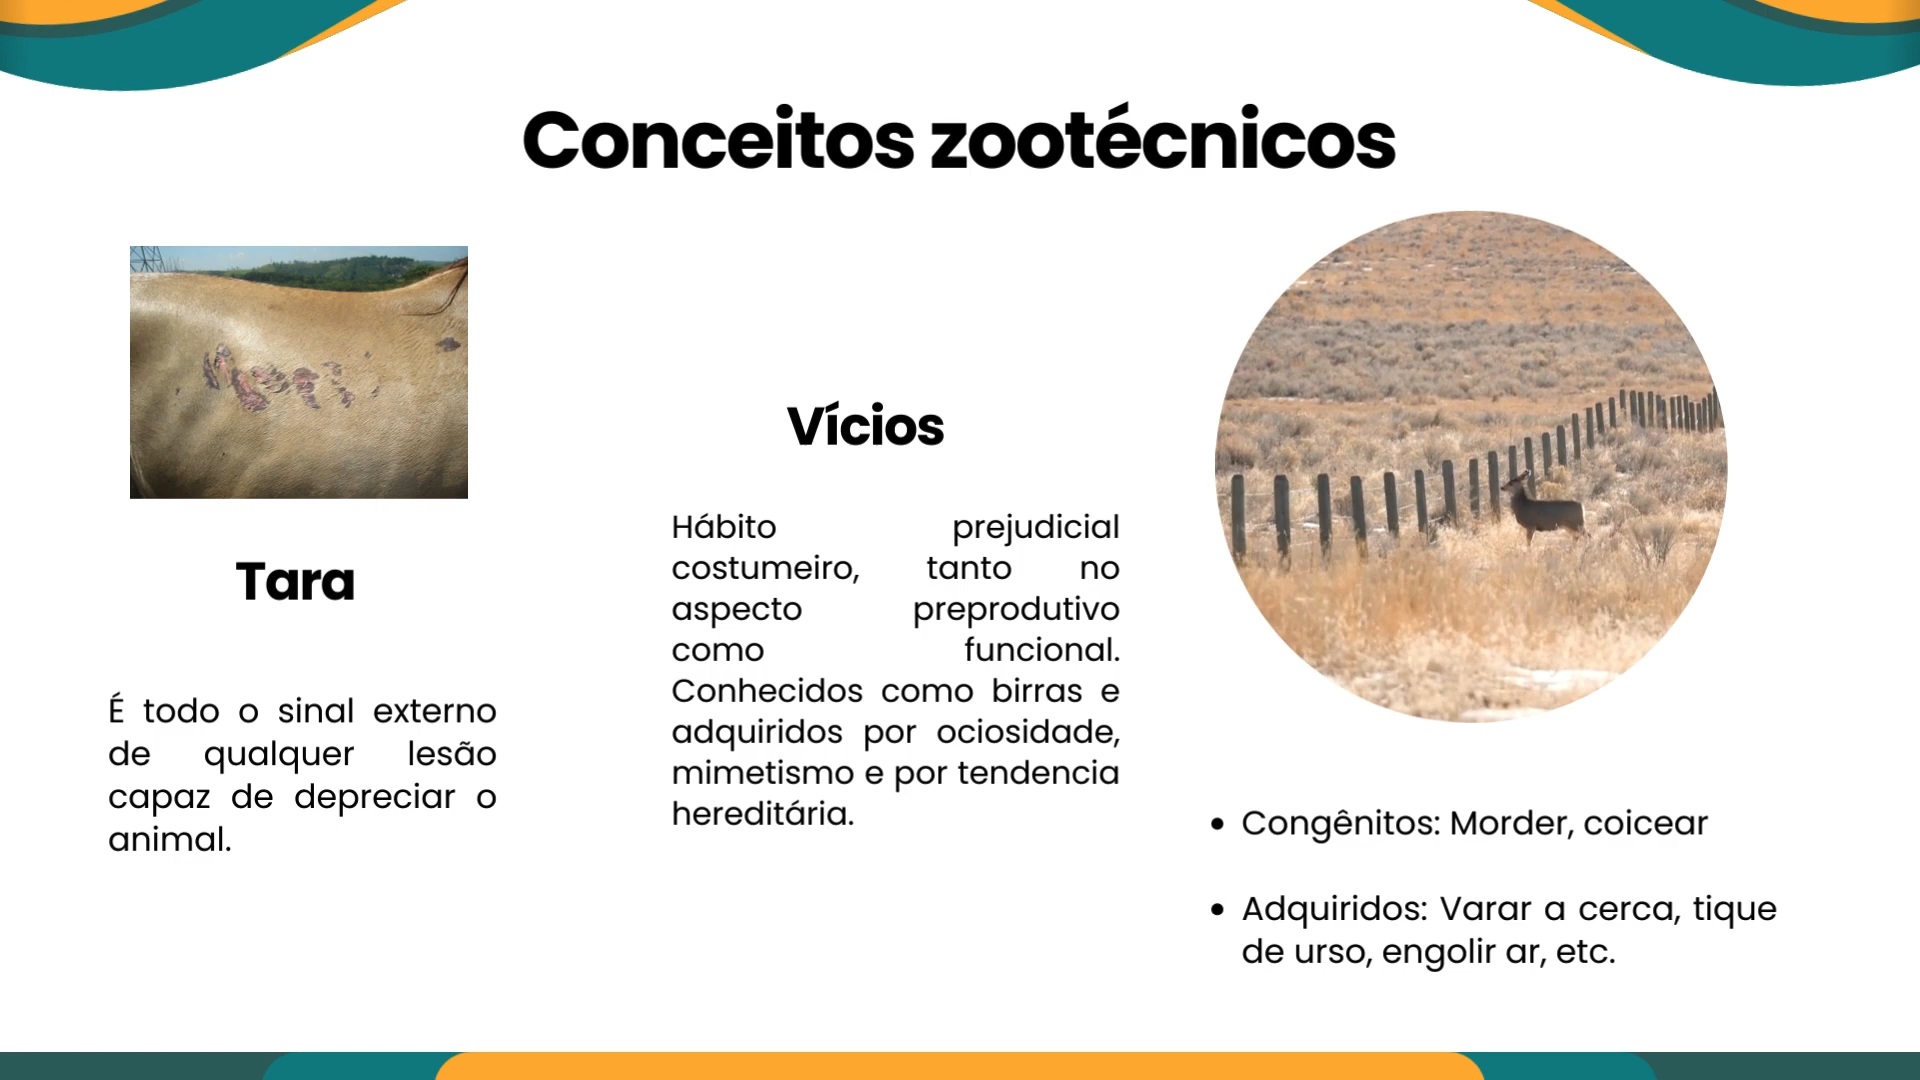 Conceitos zootécnicos
Tara
É todo o sinal externo
de qualquer lesão
capaz de depreciar o
animal.
Vícios
Hábito prejudicial
costumeiro, tanto no
aspecto preprodutivo
como funcional.
Conhecidos como birras e
adquiridos por ociosidade,
mimetismo e por tendencia
hereditária.
• Congênitos: Morder, coicear
• Adquiridos: Varar a cerca, tique
de urso, engolir ar, etc.